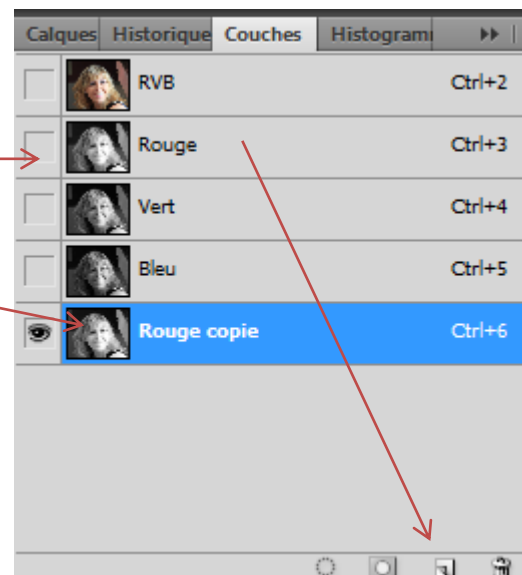 Calques Historique Couches Histogram
RVB Ctrl+2
Rouge Ctrl+3
Vert Ctrl+4
Bleu Ctrl+5
Rouge copie Ctrl+6